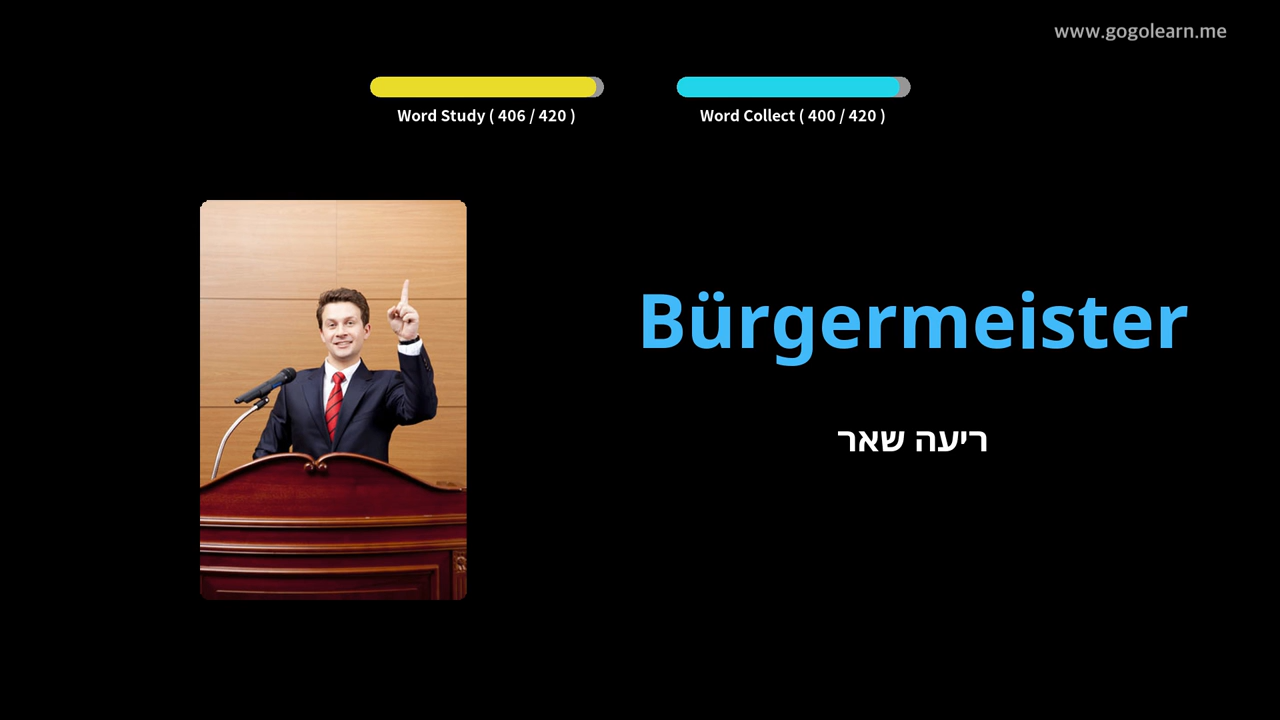 www.gogolearn.me
Word Study ( 406 / 420 )
Word Collect ( 400 / 420 )
Bürgermeister
ריעה שאר